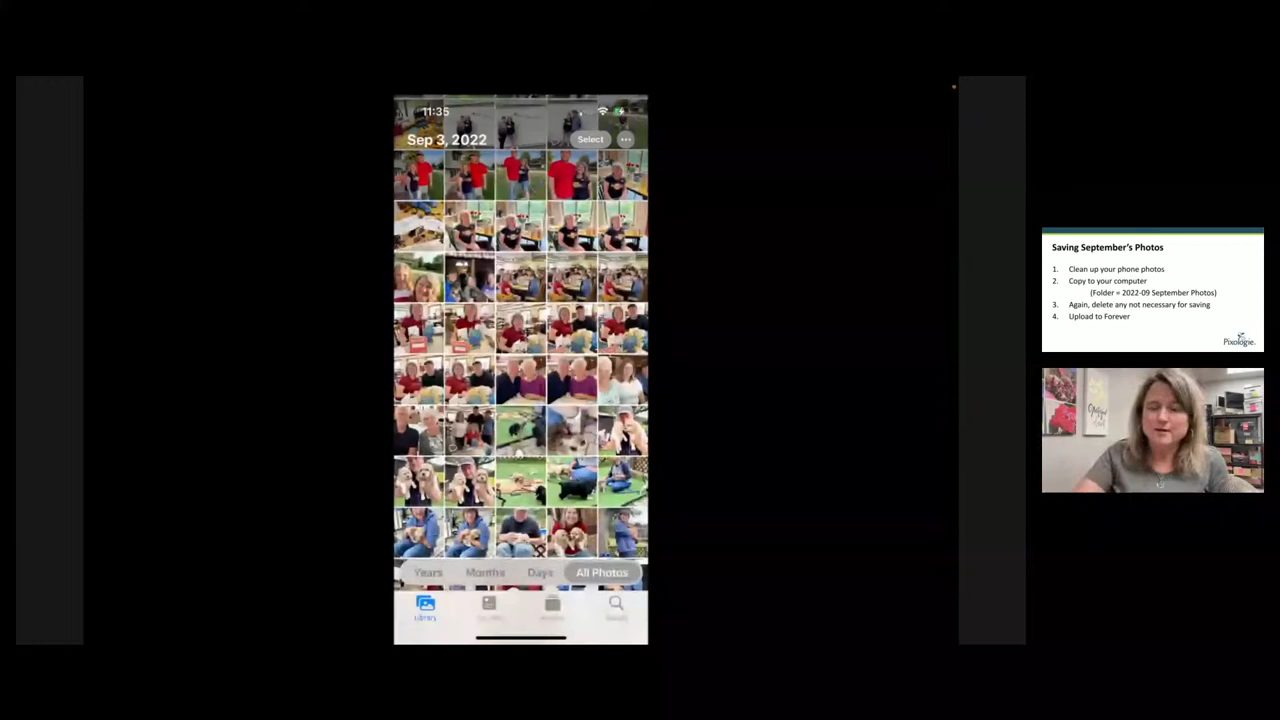 11:35
Sep 3, 2022
Select
Years
Months
Days
All Photos
Library
Saving September's Photos
1. Clean up your phone photos
2. Copy to your computer
(Folder = 2022-09 September Photos)
3. Again, delete any not necessary for saving
4. Upload to Forever
Pixologie